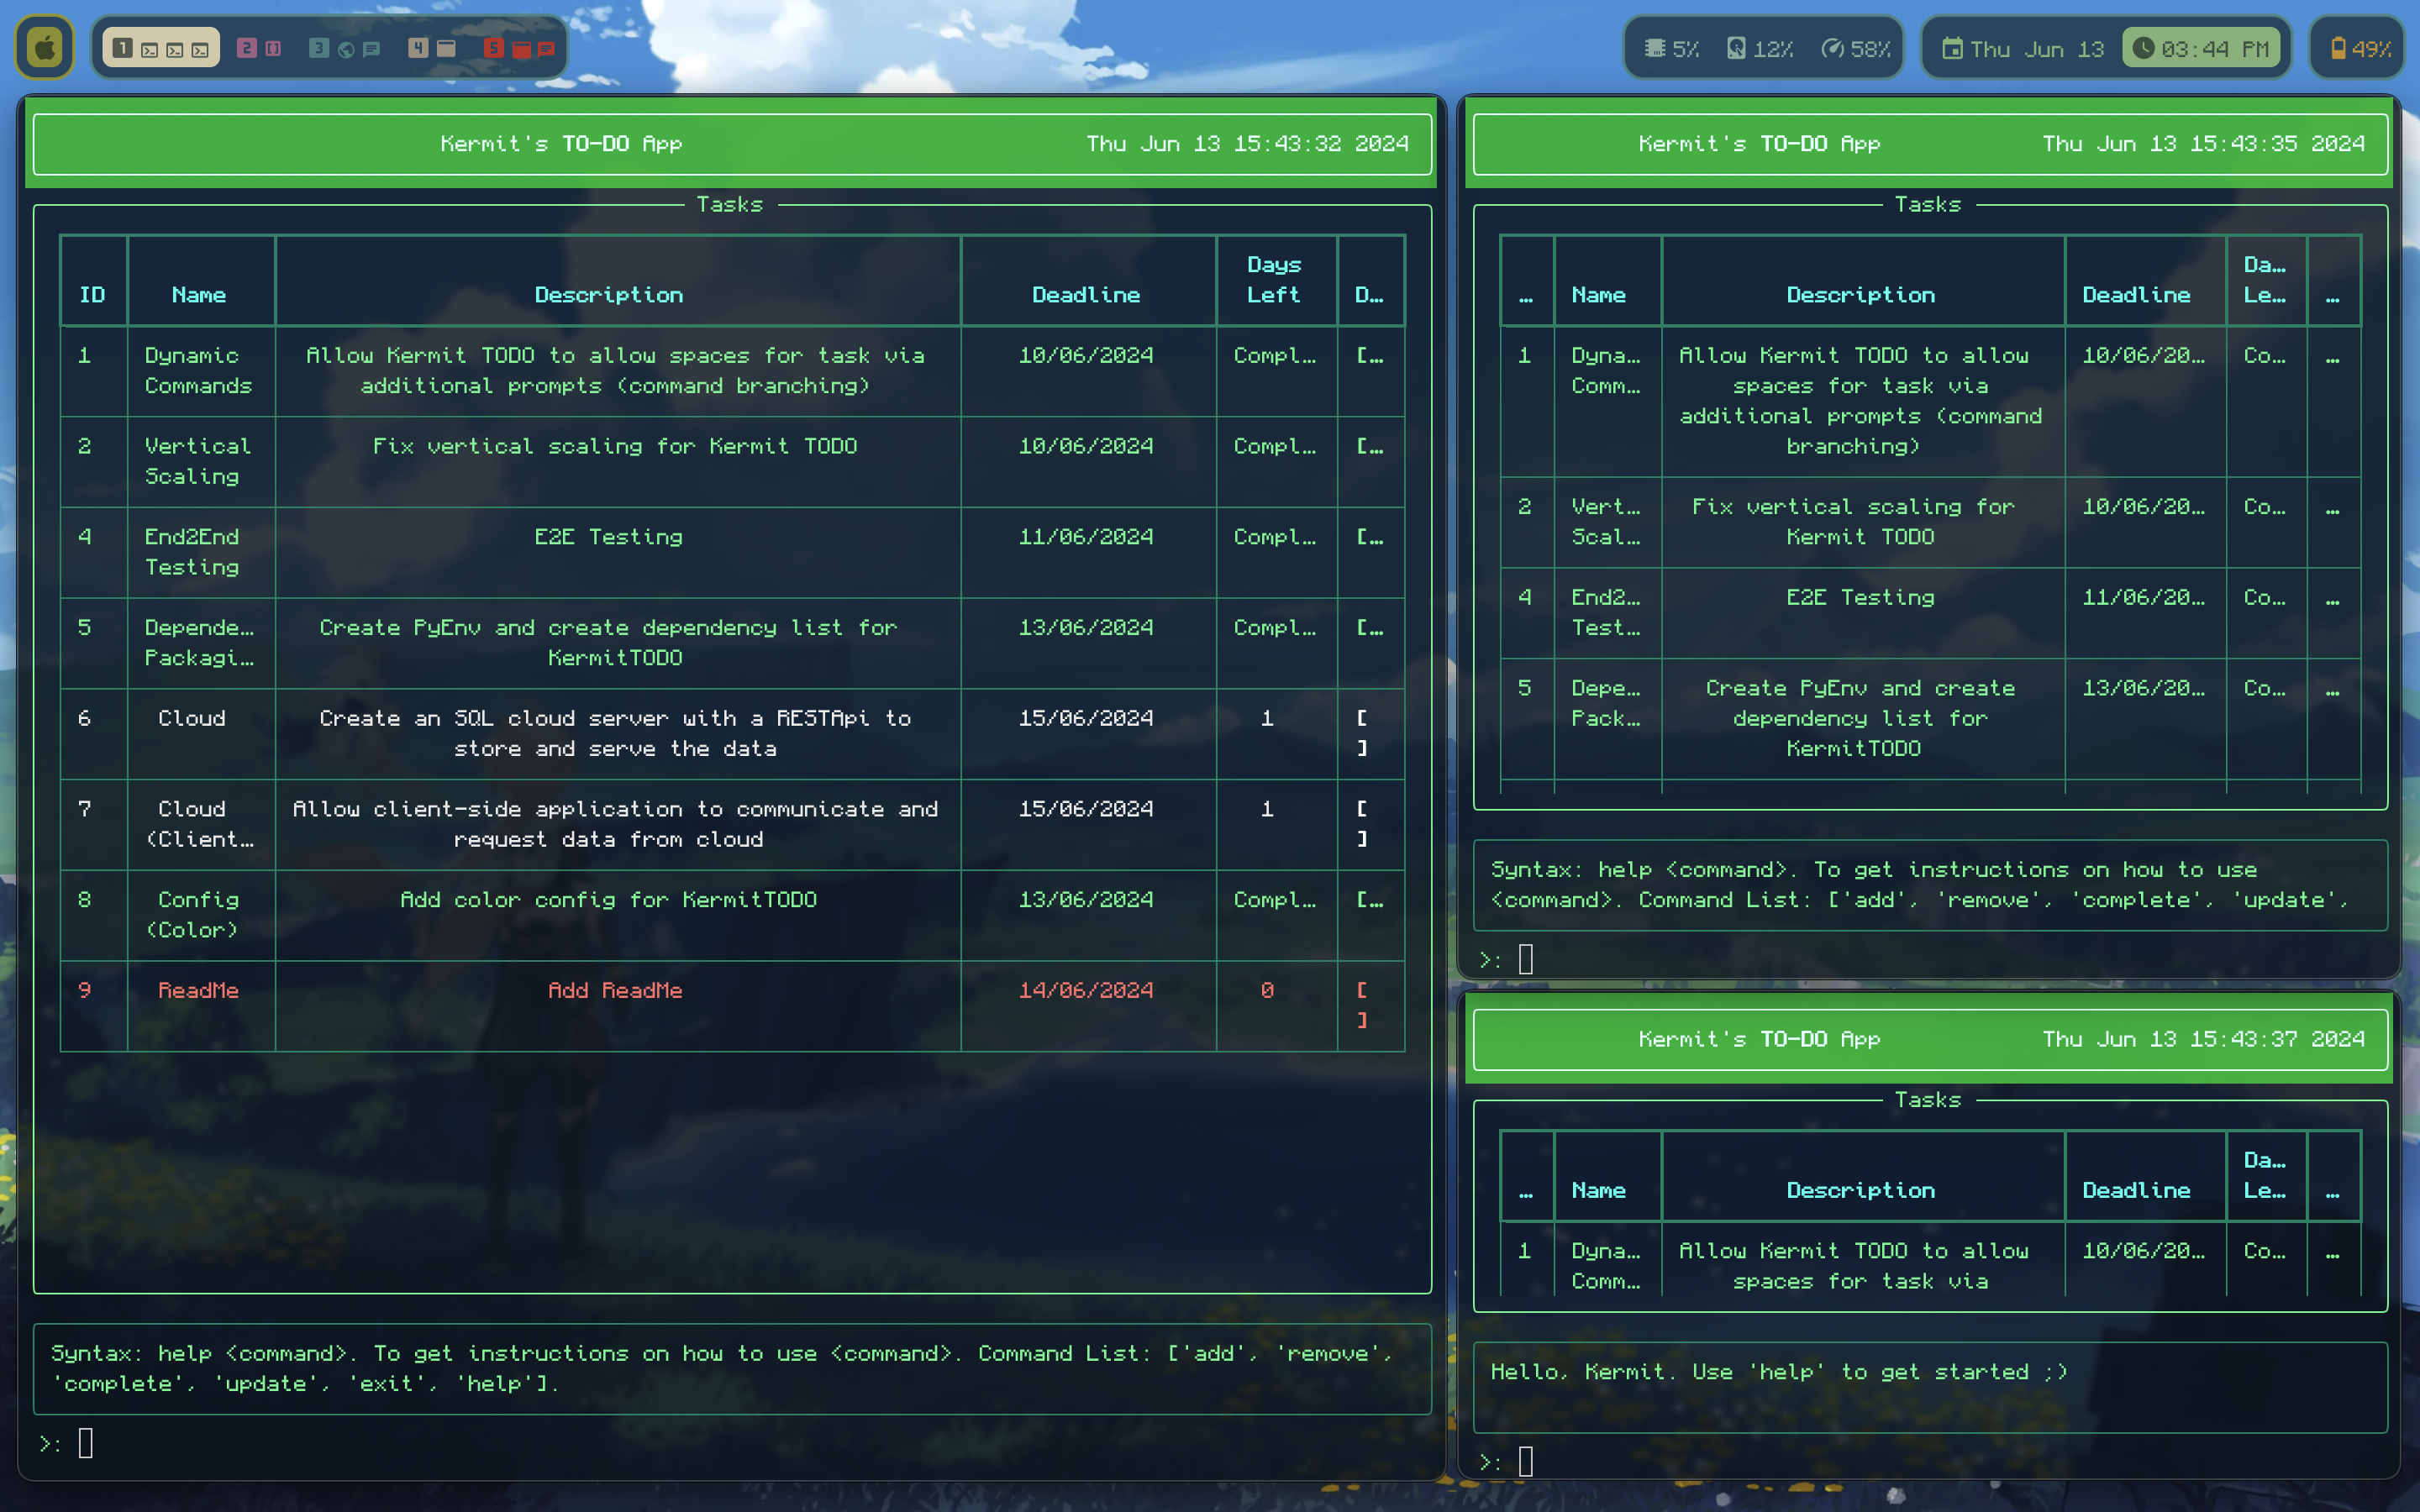 1 2 [] 3 4 5 5% 12% 58% Thu Jun 13 03:44 PM 49%
Kermit's TO-DO App Thu Jun 13 15:43:32 2024
Tasks
Days
ID Name Description Deadline Left D…
1 Dynamic Allow Kermit TODO to allow spaces for task via 10/06/2024 Compl… […
Commands additional prompts (command branching)
2 Vertical Fix vertical scaling for Kermit TODO 10/06/2024 Compl… […
Scaling
4 End2End E2E Testing 11/06/2024 Compl… […
Testing
5 Depende… Create PyEnv and create dependency list for 13/06/2024 Compl… […
Packagi… KermitTODO
6 Cloud Create an SQL cloud server with a RESTApi to 15/06/2024 1 [
store and serve the data ]
7 Cloud Allow client-side application to communicate and 15/06/2024 1 [
(Client… request data from cloud ]
8 Config Add color config for KermitTODO 13/06/2024 Compl… […
(Color)
9 ReadMe Add ReadMe 14/06/2024 0 [
]
Syntax: help <command>. To get instructions on how to use <command>. Command List: ['add', 'remove',
'complete', 'update', 'exit', 'help'].
>:
Kermit's TO-DO App Thu Jun 13 15:43:35 2024
Tasks
Da…
… Name Description Deadline Le… …
1 Dyna… Allow Kermit TODO to allow 10/06/20… Co… …
Comm… spaces for task via
additional prompts (command
branching)
2 Vert… Fix vertical scaling for 10/06/20… Co… …
Scal… Kermit TODO
4 End2… E2E Testing 11/06/20… Co… …
Test…
5 Depe… Create PyEnv and create 13/06/20… Co… …
Pack… dependency list for
KermitTODO
Syntax: help <command>. To get instructions on how to use
<command>. Command List: ['add', 'remove', 'complete', 'update',
>:
Kermit's TO-DO App Thu Jun 13 15:43:37 2024
Tasks
Da…
… Name Description Deadline Le… …
1 Dyna… Allow Kermit TODO to allow 10/06/20… Co… …
Comm… spaces for task via
Hello, Kermit. Use 'help' to get started ;)
>: